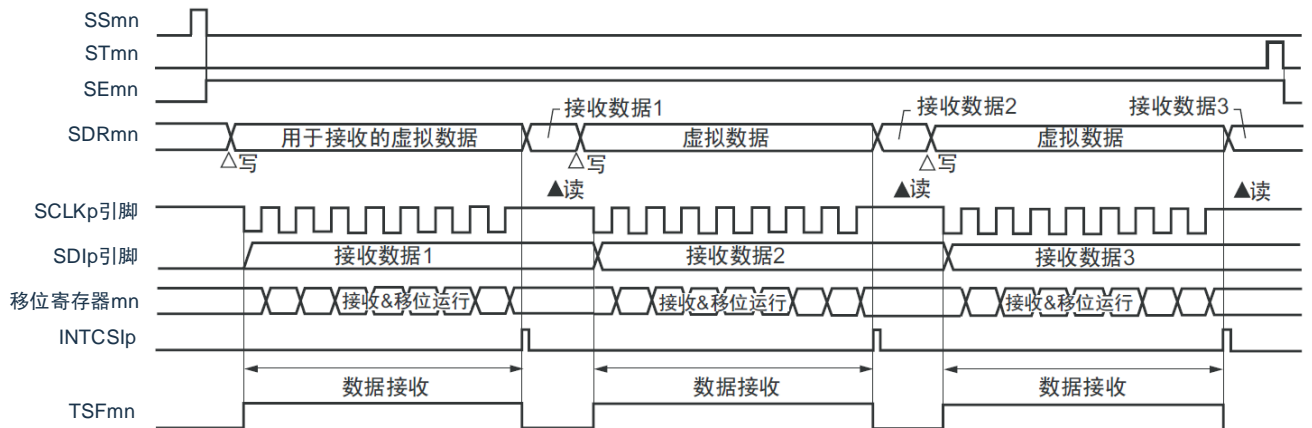 SSmn
STmn
SEmn
接收数据1 接收数据2 接收数据3
SDRmn 用于接收的虚拟数据 虚拟数据 虚拟数据
△写 △写 △写
▲读 ▲读 ▲读
SCLKp引脚
SDIp引脚 接收数据1 接收数据2 接收数据3
移位寄存器mn 接收&移位运行 接收&移位运行 接收&移位运行
INTCSIp
数据接收 数据接收 数据接收
TSFmn